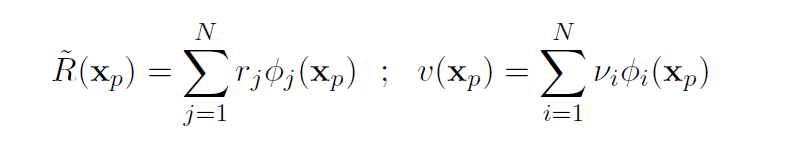 R̃(x_p) = ∑_{j=1}^{N} r_j ϕ_j(x_p) ; v(x_p) = ∑_{i=1}^{N} ν_i ϕ_i(x_p)